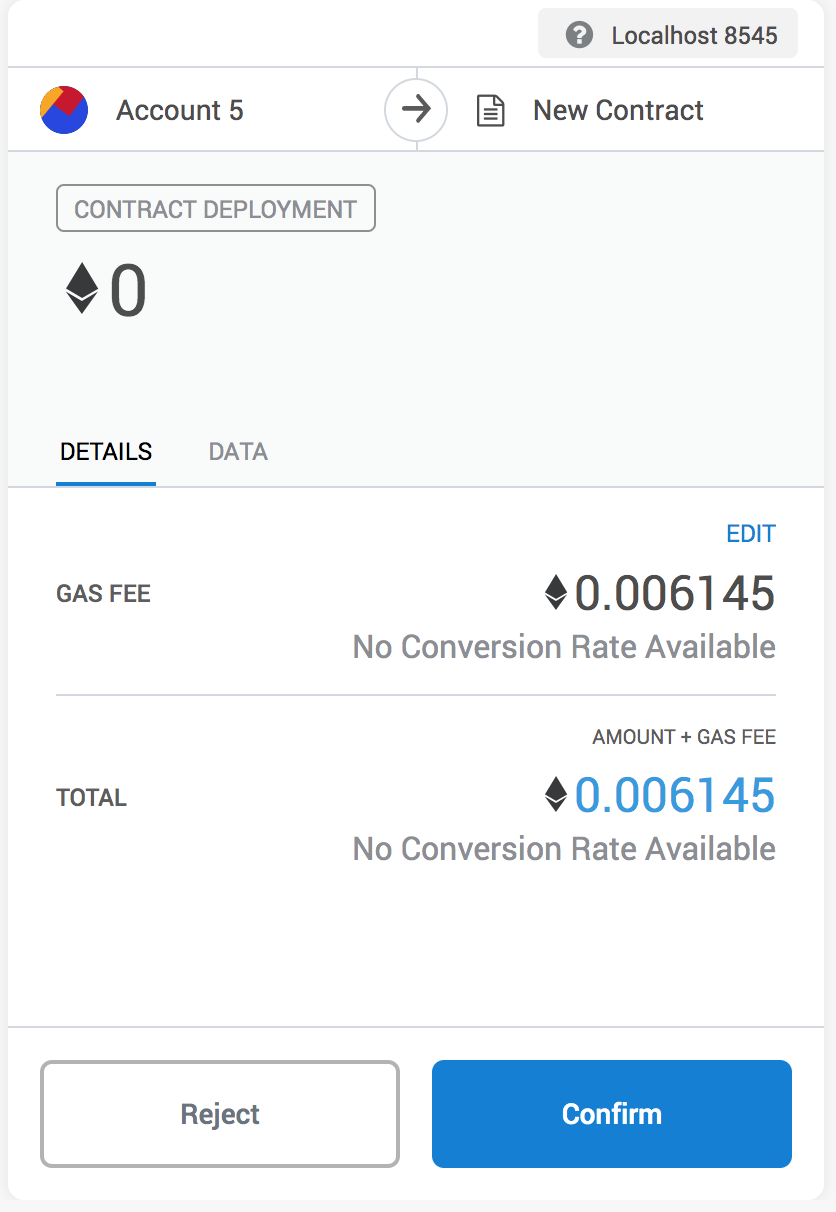 Localhost 8545
Account 5
New Contract
CONTRACT DEPLOYMENT
0
DETAILS DATA
EDIT
GAS FEE 0.006145
No Conversion Rate Available
AMOUNT + GAS FEE
TOTAL 0.006145
No Conversion Rate Available
Reject Confirm